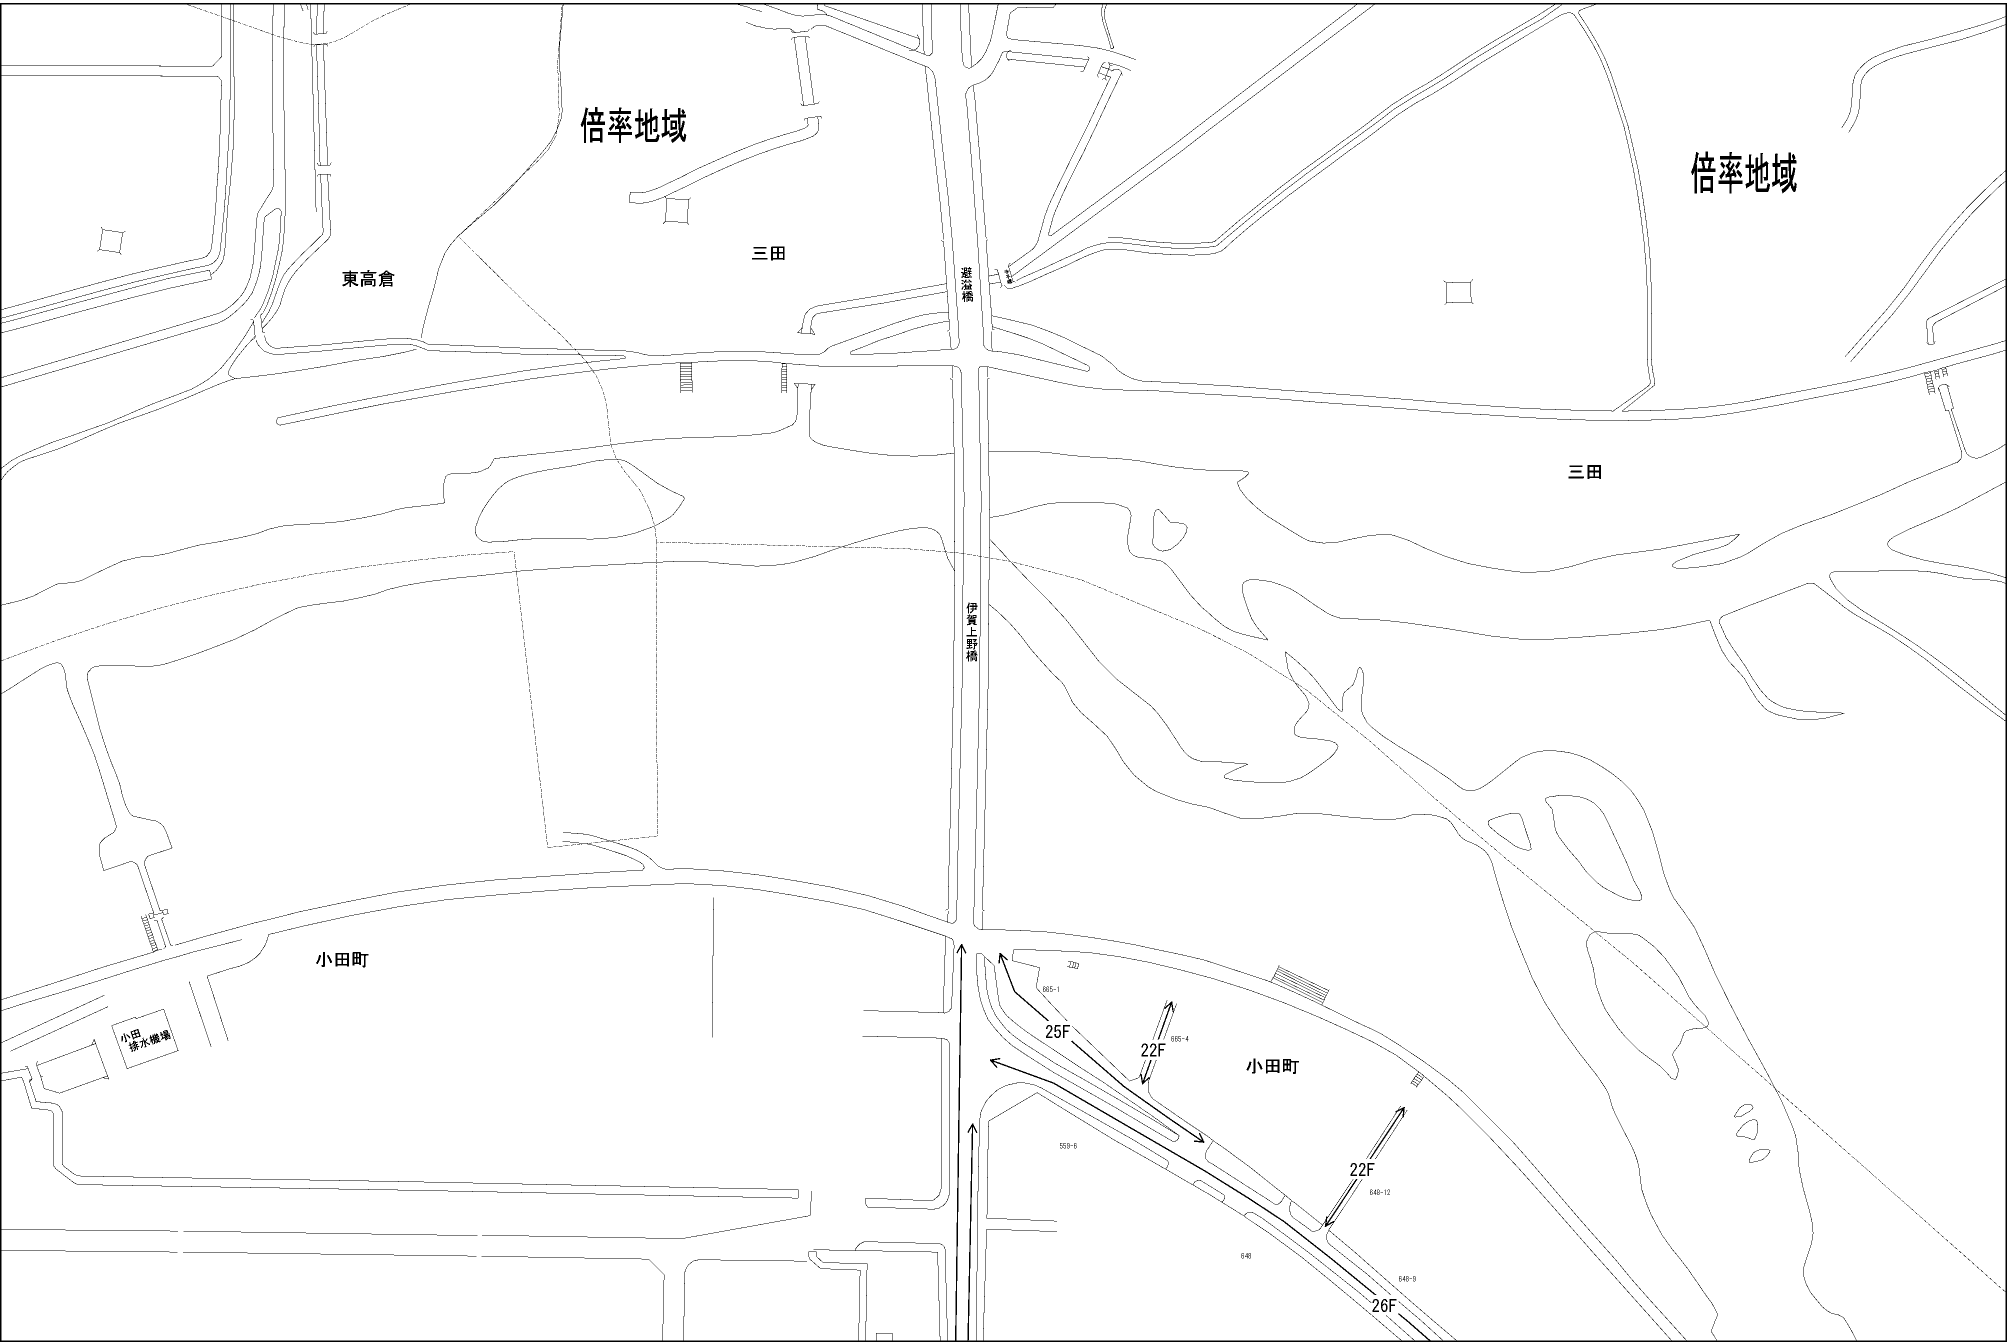 倍率地域
倍率地域
三田
東高倉
避溢橋
三田
伊賀上野橋
小田町
665-1
小田
排水機場
25F
665-4
22F
小田町
559-6
22F
648-12
648
648-9
26F